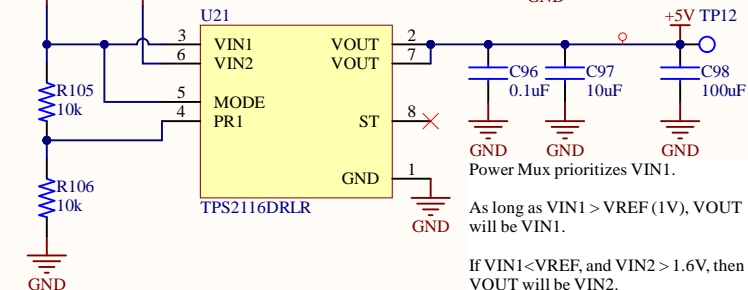 GND
U21
+5V TP12
3 VIN1 VOUT 2
6 VIN2 VOUT 7
R105
10k
5 MODE
4 PR1 ST 8
C96
0.1uF
C97
10uF
C98
100uF
GND GND GND
R106
10k
GND 1
TPS2116DRLR
GND
GND
Power Mux prioritizes VIN1.
As long as VIN1 > VREF (1V), VOUT
will be VIN1.
If VIN1<VREF, and VIN2 > 1.6V, then
VOUT will be VIN2.